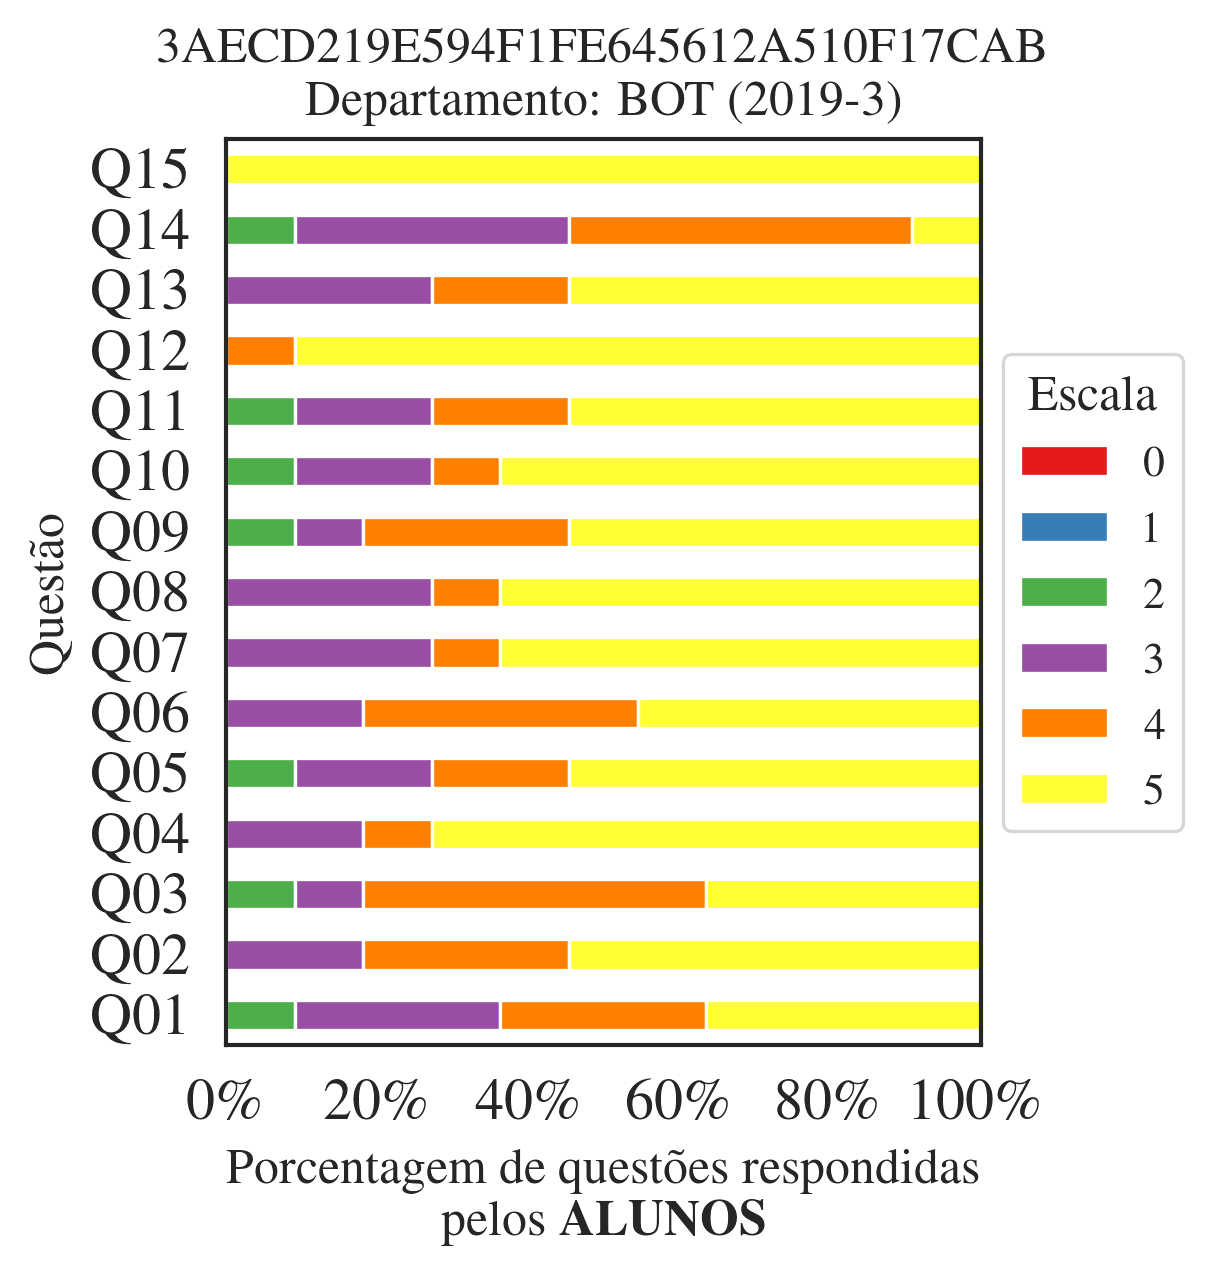 3AECD219E594F1FE645612A510F17CAB
Departamento: BOT (2019-3)
Q15
Q14
Q13
Q12
Q11
Q10
Q09
Q08
Q07
Q06
Q05
Q04
Q03
Q02
Q01
Questão
0% 20% 40% 60% 80% 100%
Porcentagem de questões respondidas
pelos ALUNOS
Escala
0
1
2
3
4
5